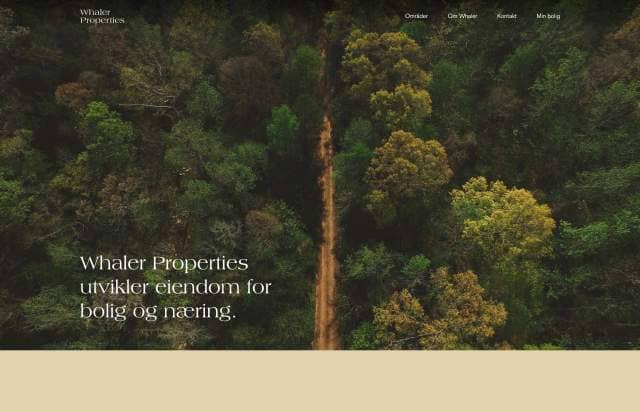 Whaler
Properties
Områder
Om Whaler
Kontakt
Min bolig
Whaler Properties
utvikler eiendom for
bolig og næring.